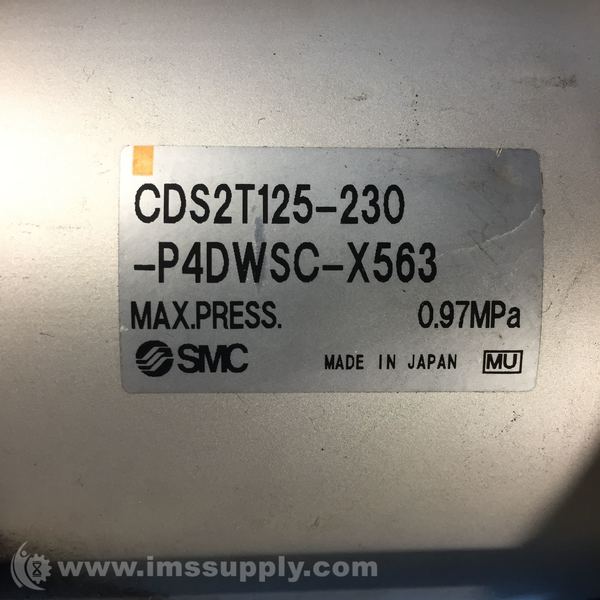 CDS2T125-230
-P4DWSC-X563
MAX.PRESS. 0.97MPa
SMC MADE IN JAPAN MU
www.imssupply.com